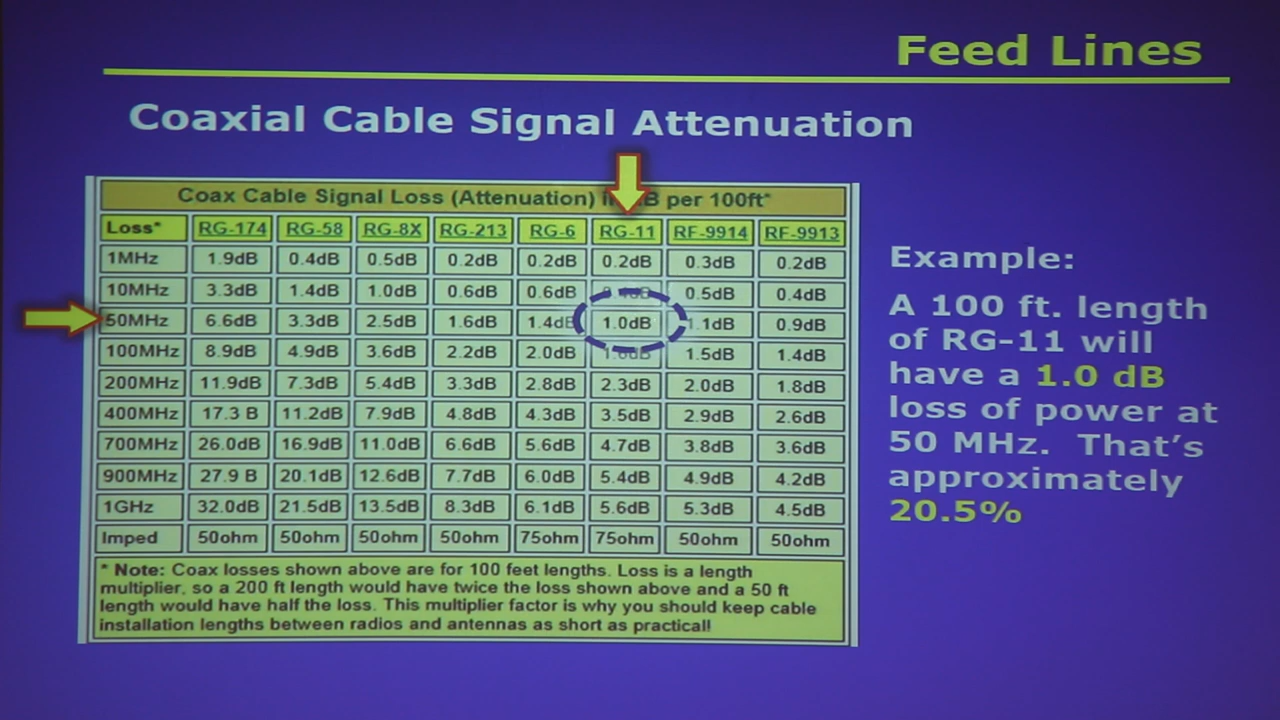 Feed Lines
Coaxial Cable Signal Attenuation
Coax Cable Signal Loss (Attenuation) per 100ft*
Loss* RG-174 RG-58 RG-8X RG-213 RG-6 RG-11 RF-9914 RF-9913
1MHz 1.9dB 0.4dB 0.5dB 0.2dB 0.2dB 0.2dB 0.3dB 0.2dB
10MHz 3.3dB 1.4dB 1.0dB 0.6dB 0.6dB 0.5dB 0.4dB
50MHz 6.6dB 3.3dB 2.5dB 1.6dB 1.4dB 1.0dB 1.1dB 0.9dB
100MHz 8.9dB 4.9dB 3.6dB 2.2dB 2.0dB 1.5dB 1.4dB
200MHz 11.9dB 7.3dB 5.4dB 3.3dB 2.8dB 2.3dB 2.0dB 1.8dB
400MHz 17.3 B 11.2dB 7.9dB 4.8dB 4.3dB 3.5dB 2.9dB 2.6dB
700MHz 26.0dB 16.9dB 11.0dB 6.6dB 5.6dB 4.7dB 3.8dB 3.6dB
900MHz 27.9 B 20.1dB 12.6dB 7.7dB 6.0dB 5.4dB 4.9dB 4.2dB
1GHz 32.0dB 21.5dB 13.5dB 8.3dB 6.1dB 5.6dB 5.3dB 4.5dB
Imped 50ohm 50ohm 50ohm 50ohm 75ohm 75ohm 50ohm 50ohm
* Note: Coax losses shown above are for 100 feet lengths. Loss is a length
multiplier, so a 200 ft length would have twice the loss shown above and a 50 ft
length would have half the loss. This multiplier factor is why you should keep cable
installation lengths between radios and antennas as short as practical!
Example:
A 100 ft. length
of RG-11 will
have a 1.0 dB
loss of power at
50 MHz. That's
approximately
20.5%